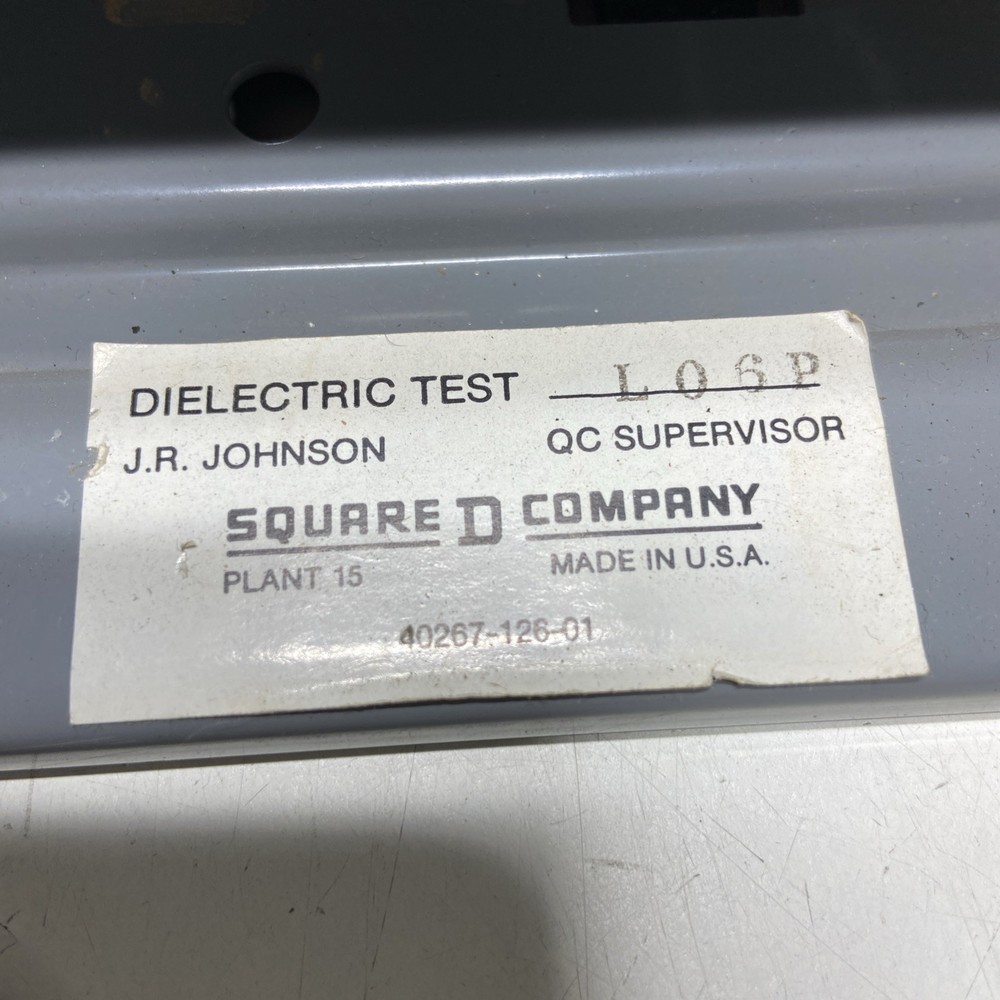 DIELECTRIC TEST L06P
J.R. JOHNSON QC SUPERVISOR
SQUARE D COMPANY
PLANT 15 MADE IN U.S.A.
40267-126-01